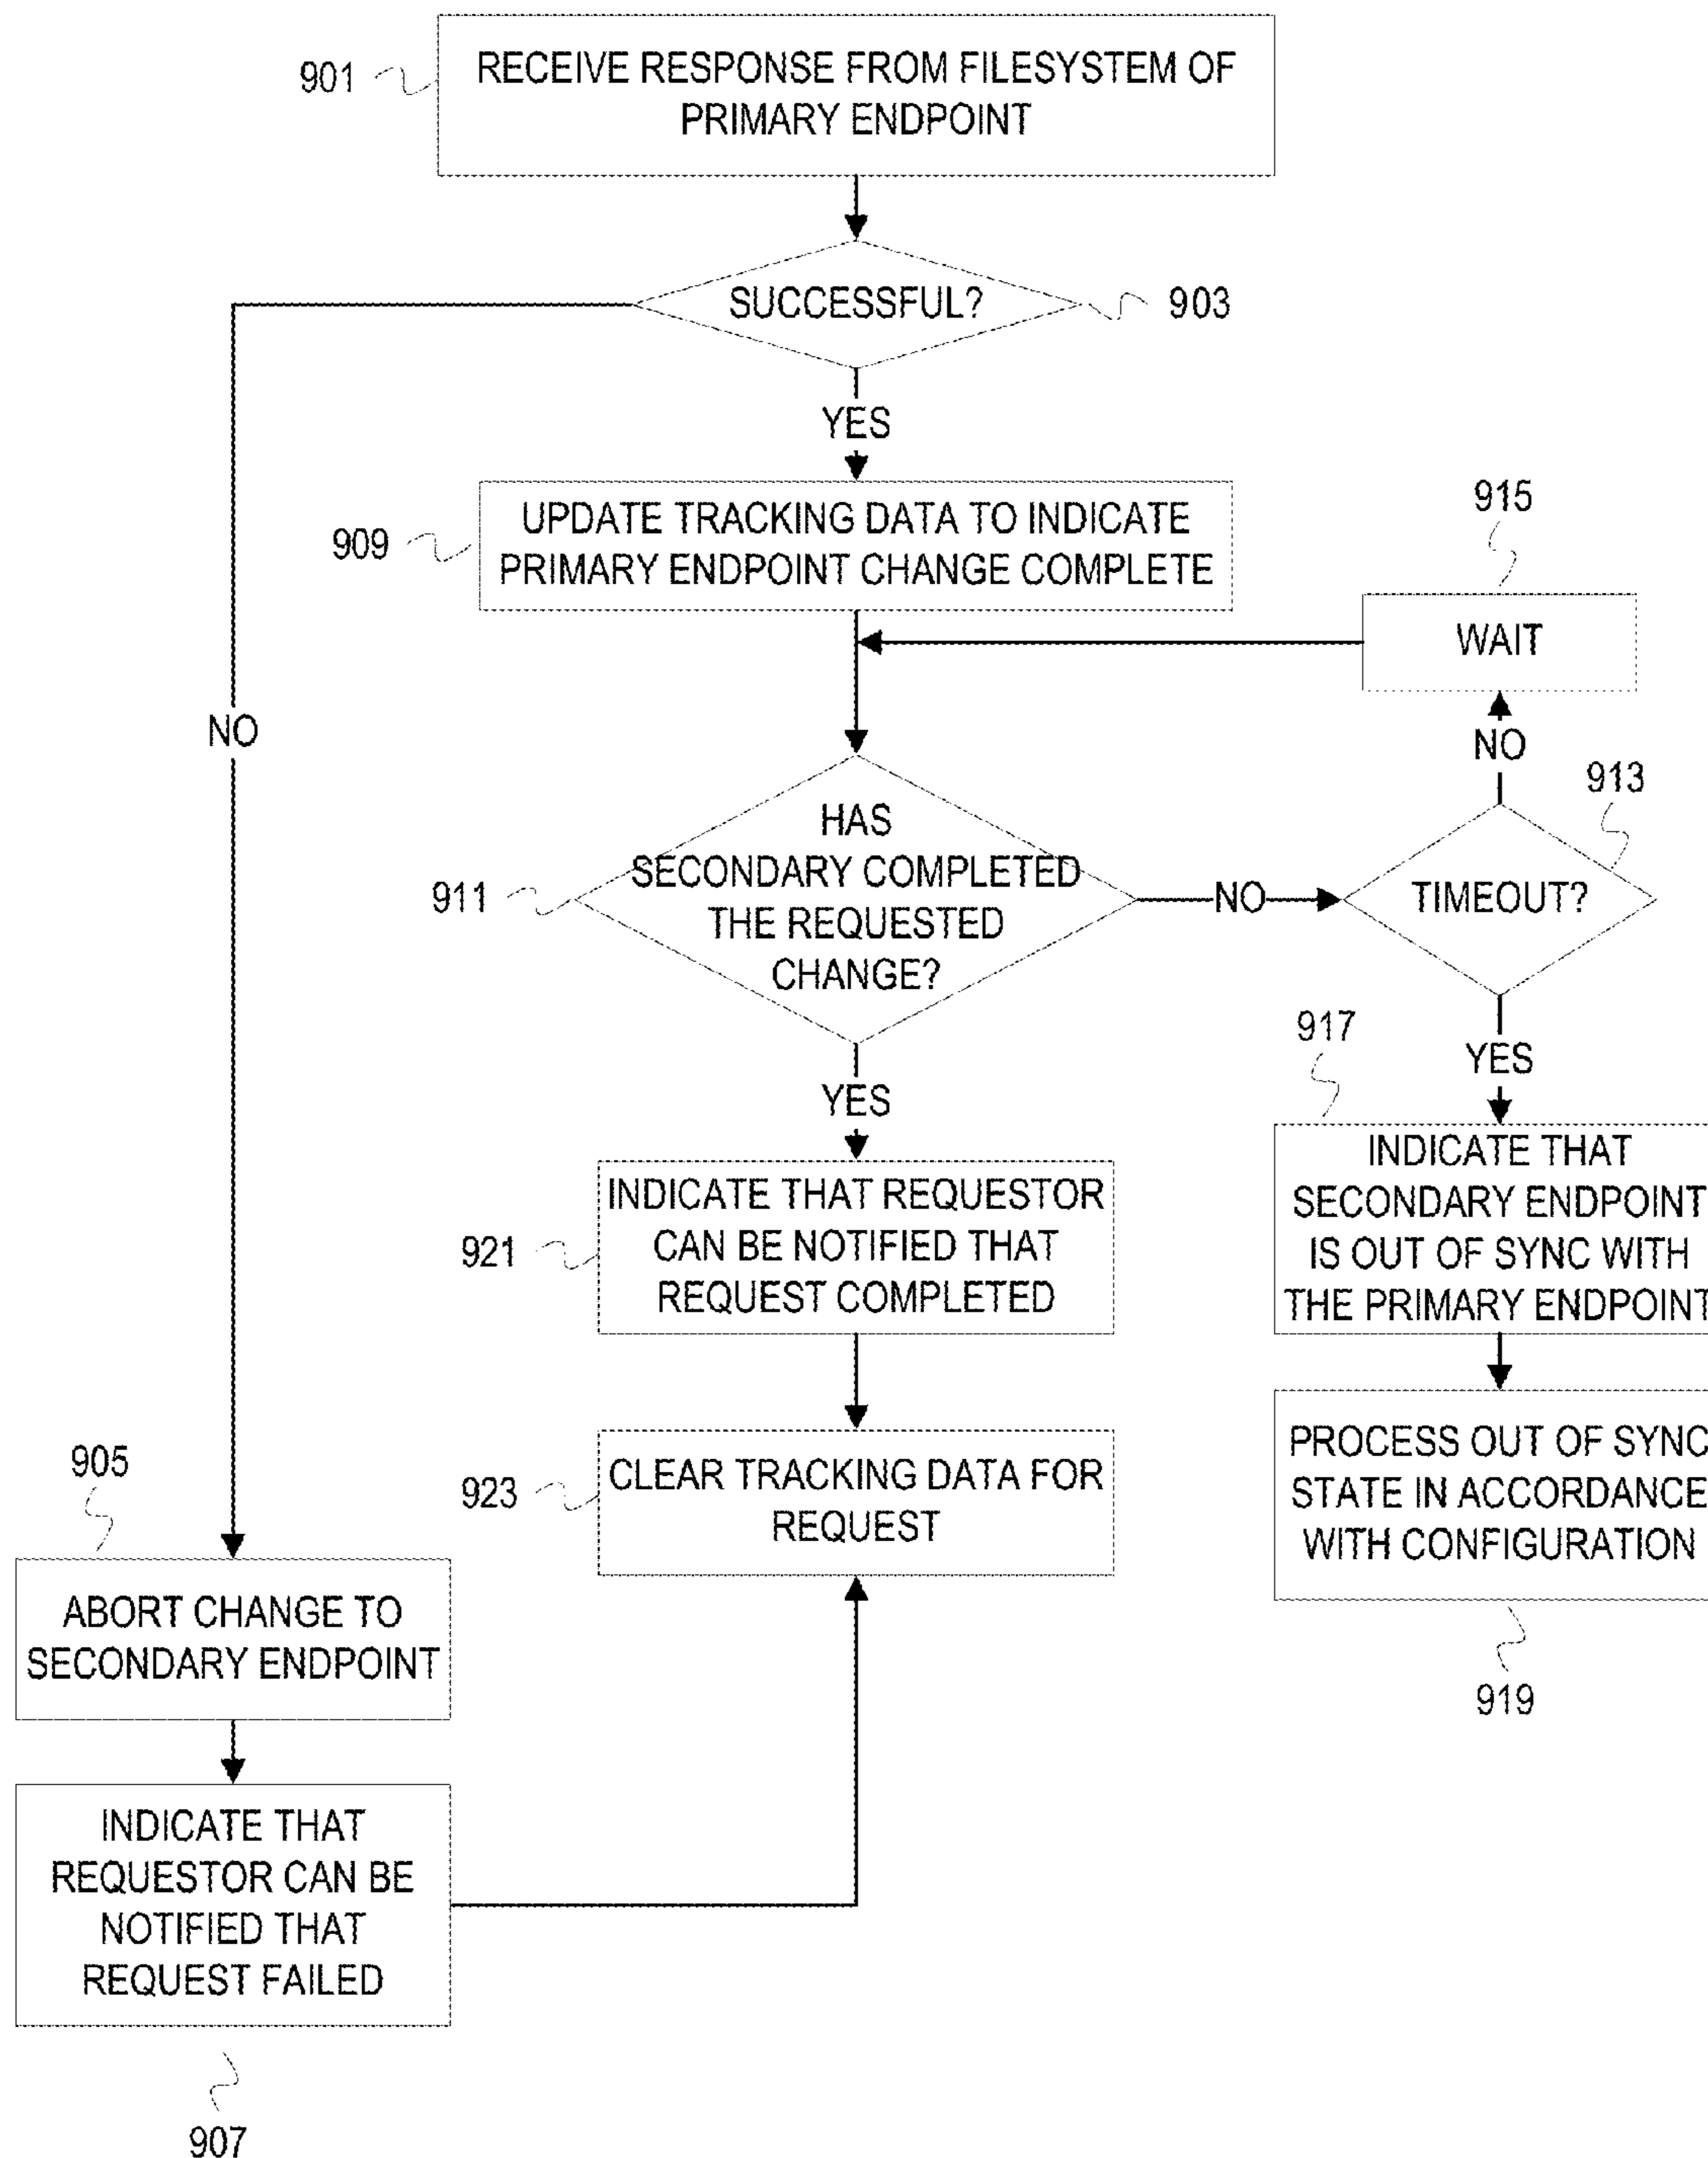 901
RECEIVE RESPONSE FROM FILESYSTEM OF
PRIMARY ENDPOINT
SUCCESSFUL?
903
YES
NO
909
UPDATE TRACKING DATA TO INDICATE
PRIMARY ENDPOINT CHANGE COMPLETE
915
WAIT
NO
913
911
HAS
SECONDARY COMPLETED
THE REQUESTED
CHANGE?
NO
TIMEOUT?
YES
917
YES
INDICATE THAT
SECONDARY ENDPOINT
IS OUT OF SYNC WITH
THE PRIMARY ENDPOINT
921
INDICATE THAT REQUESTOR
CAN BE NOTIFIED THAT
REQUEST COMPLETED
923
CLEAR TRACKING DATA FOR
REQUEST
PROCESS OUT OF SYNC
STATE IN ACCORDANCE
WITH CONFIGURATION
919
905
ABORT CHANGE TO
SECONDARY ENDPOINT
INDICATE THAT
REQUESTOR CAN BE
NOTIFIED THAT
REQUEST FAILED
907